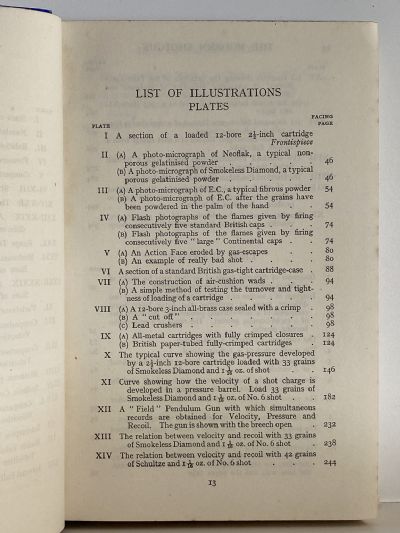 LIST OF ILLUSTRATIONS
PLATES
PLATE
FACING
PAGE
I A section of a loaded 12-bore 2½-inch cartridge
Frontispiece
II (A) A photo-micrograph of Neoflak, a typical non-
porous gelatinised powder . . . 46
(B) A photo-micrograph of Smokeless Diamond, a typical
porous gelatinised powder . . . 46
III (A) A photo-micrograph of E.C., a typical fibrous powder 54
(B) A photo-micrograph of E.C. after the grains have
been powdered in the palm of the hand . 54
IV (A) Flash photographs of the flames given by firing
consecutively five standard British caps . . 74
(B) Flash photographs of the flames given by firing
consecutively five "large" Continental caps . . 74
V (A) An Action Face eroded by gas-escapes . . 80
(B) An example of really bad shot . . . 80
VI A section of a standard British gas-tight cartridge-case 88
VII (A) The construction of air-cushion wads . . 94
(B) A simple method of testing the turnover and tight-
ness of loading of a cartridge . . . 94
VIII (A) A 12-bore 3-inch all-brass case sealed with a crimp . 98
(B) A "cut off" . . . . . 98
(C) Lead crushers . . . . . 98
IX (A) All-metal cartridges with fully crimped closures . 124
(B) British paper-tubed fully-crimped cartridges . 124
X The typical curve showing the gas-pressure developed
by a 2½-inch 12-bore cartridge loaded with 33 grains
of Smokeless Diamond and 1 1/16 oz. of shot . . 146
XI Curve showing how the velocity of a shot charge is
developed in a pressure barrel. Load 33 grains of
Smokeless Diamond and 1 1/16 oz. of No. 6 shot . . 182
XII A "Field" Pendulum Gun with which simultaneous
records are obtained for Velocity, Pressure and
Recoil. The gun is shown with the breech open . 232
XIII The relation between velocity and recoil with 33 grains
of Smokeless Diamond and 1 1/16 oz. of No. 6 shot . 238
XIV The relation between velocity and recoil with 42 grains
of Schultze and 1 1/16 oz. of No. 6 shot . . . 244
13